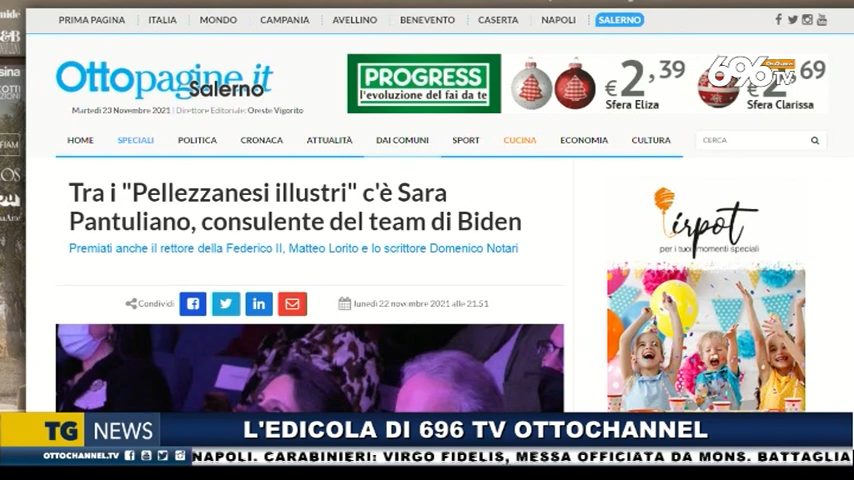 PRIMA PAGINA ITALIA MONDO CAMPANIA AVELLINO BENEVENTO CASERTA NAPOLI SALERNO
Ottopagine.it
Salerno
Martedì 23 Novembre 2021 | Direttore Editoriale: Oreste Vigorito
PROGRESS
l'evoluzione del fai da te
€2,39
Sfera Eliza
69
Sfera Clarissa
696
TV
HOME SPECIALI POLITICA CRONACA ATTUALITÀ DAI COMUNI SPORT CUCINA ECONOMIA CULTURA
CERCA
Tra i "Pellezzanesi illustri" c'è Sara
Pantuliano, consulente del team di Biden
Premiati anche il rettore della Federico II, Matteo Lorito e lo scrittore Domenico Notari
Condividi
lunedì 22 novembre 2021 alle 21.51
irpot
per i tuoi momenti speciali
TG NEWS
L'EDICOLA DI 696 TV OTTOCHANNEL
OTTOCHANNEL.TV
NAPOLI. CARABINIERI: VIRGO FIDELIS, MESSA OFFICIATA DA MONS. BATTAGLIA